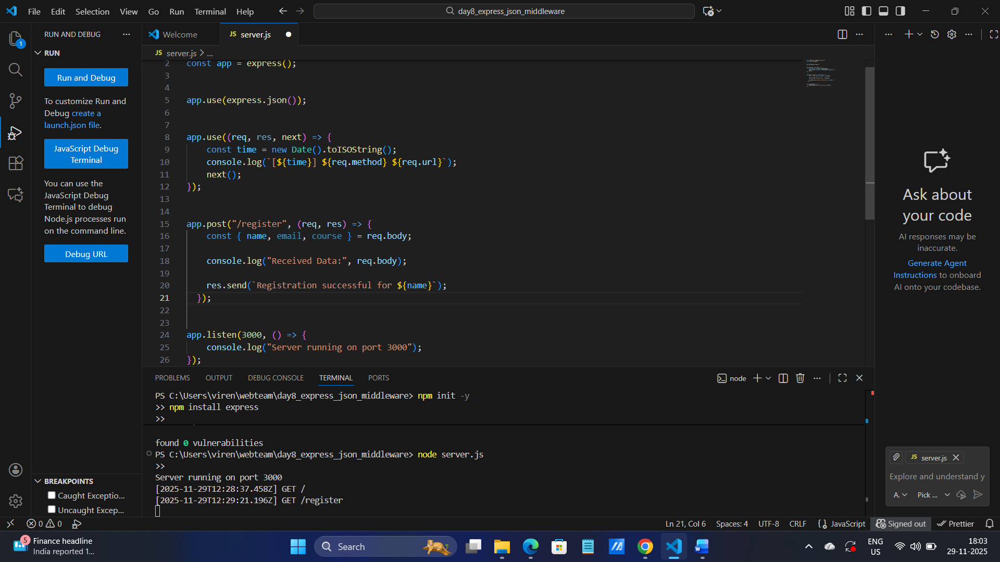 File Edit Selection View Go Run Terminal Help
day8_express_json_middleware
1
RUN AND DEBUG
RUN
Run and Debug
To customize Run and
Debug create a
launch.json file.
JavaScript Debug
Terminal
You can use the
JavaScript Debug
Terminal to debug
Node.js processes run
on the command line.
Debug URL
BREAKPOINTS
Caught Exceptio...
Uncaught Excep...
Welcome
JS server.js
JS server.js > ...
2 const app = express();
3
4
5 app.use(express.json());
6
7
8 app.use((req, res, next) => {
9 const time = new Date().toISOString();
10 console.log(`[${time}] ${req.method} ${req.url}`);
11 next();
12 });
13
14
15 app.post("/register", (req, res) => {
16 const { name, email, course } = req.body;
17
18 console.log("Received Data:", req.body);
19
20 res.send(`Registration successful for ${name}`);
21 });
22
23
24 app.listen(3000, () => {
25 console.log("Server running on port 3000");
26 });
PROBLEMS OUTPUT DEBUG CONSOLE TERMINAL PORTS
node
PS C:\Users\viren\webteam\day8_express_json_middleware> npm init -y
>> npm install express
>>
found 0 vulnerabilities
PS C:\Users\viren\webteam\day8_express_json_middleware> node server.js
>>
Server running on port 3000
[2025-11-29T12:28:37.458Z] GET /
[2025-11-29T12:29:21.196Z] GET /register
Ask about
your code
AI responses may be
inaccurate.
Generate Agent
Instructions to onboard
AI onto your codebase.
JS server.js
Explore and understand y
A.
Pick ...
0 0
Ln 21, Col 6 Spaces: 4 UTF-8 CRLF JavaScript Signed out Prettier
5
Finance headline
India reported 1...
Search
ENG
US
18:03
29-11-2025